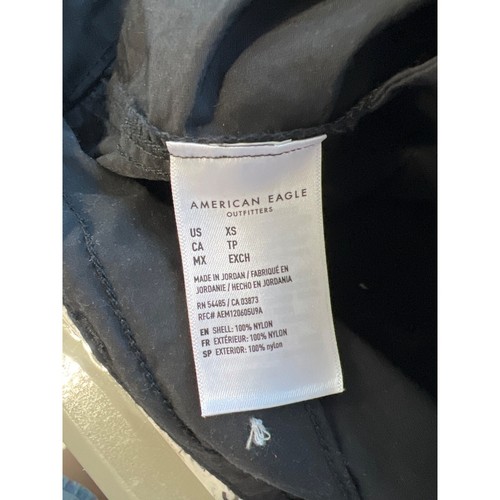 AMERICAN EAGLE
OUTFITTERS
US XS
CA TP
MX EXCH
MADE IN JORDAN / FABRIQUÉ EN
JORDANIE / HECHO EN JORDANIA
RN 54485 / CA 03873
RFC# AEM120605U9A
EN SHELL: 100% NYLON
FR EXTÉRIEUR: 100% NYLON
SP EXTERIOR: 100% nylon